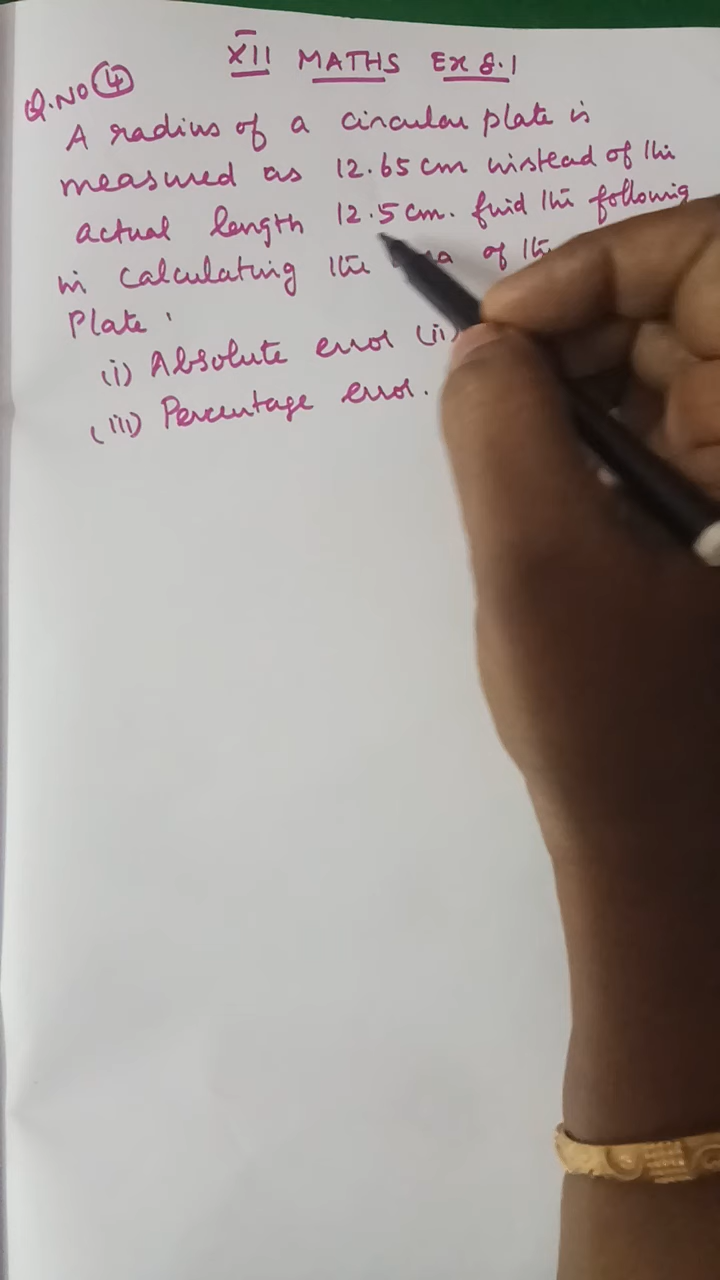 XII MATHS Ex 8.1
Q.NO 4
A radius of a circular plate is
measured as 12.65 cm instead of the
actual length 12.5 cm. find the following
in calculating the of the
Plate:
(i) Absolute error (ii)
(iii) Percentage error.